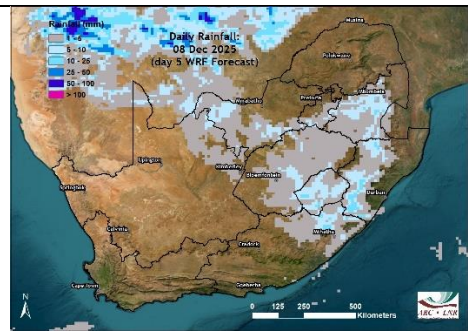 Rainfall (mm)
1 - 5
5 - 10
10 - 25
25 - 50
50 - 100
> 100
Daily Rainfall:
08 Dec 2025
(day 5 WRF Forecast)
Musina
Polokwane
Mbombela
Pretoria
Mmabatho
Upington
Kimberley
Bloemfontein
Springbok
Durban
Calvinia
Mthatha
Cradock
Cape Town
Gqeberha
N
0 125 250 500
Kilometers
ARC • LNR